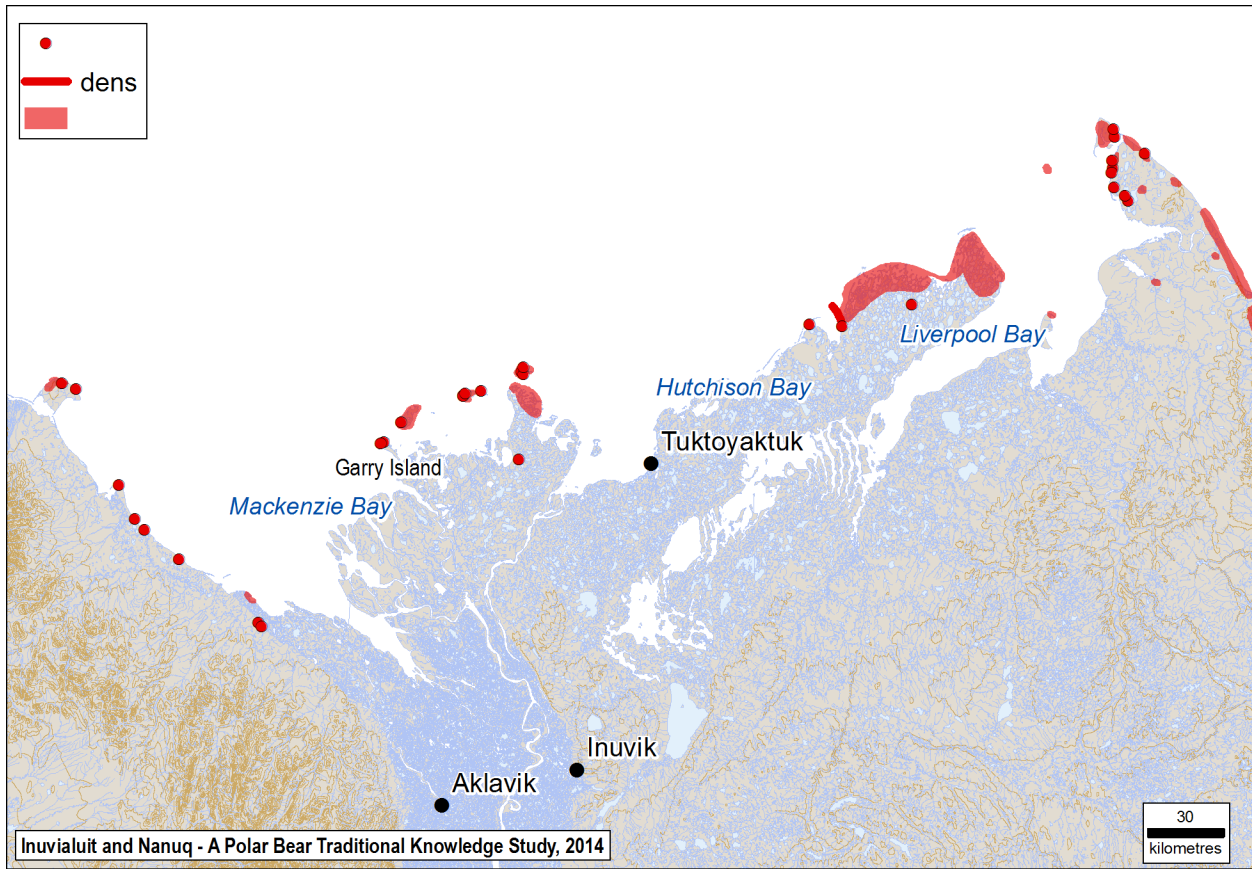 dens
Liverpool Bay
Hutchison Bay
Tuktoyaktuk
Garry Island
Mackenzie Bay
Inuvik
Aklavik
30
kilometres
Inuvialuit and Nanuq - A Polar Bear Traditional Knowledge Study, 2014